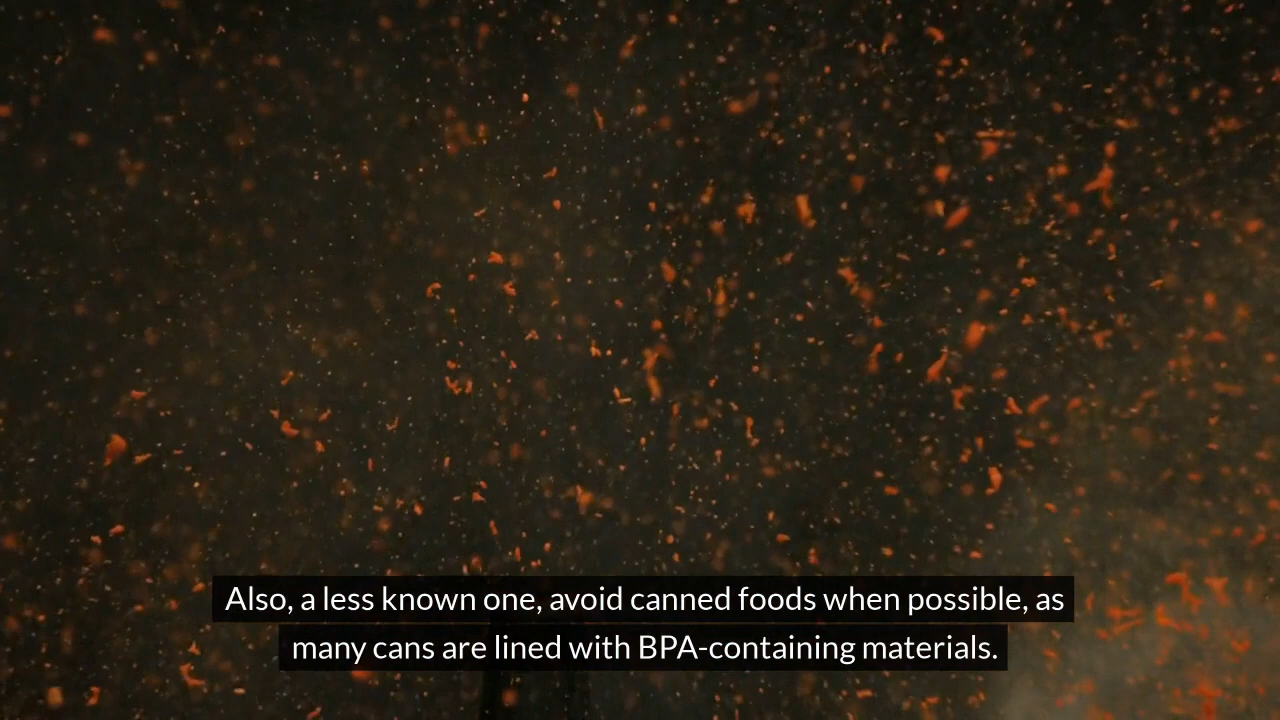 Also, a less known one, avoid canned foods when possible, as
many cans are lined with BPA-containing materials.